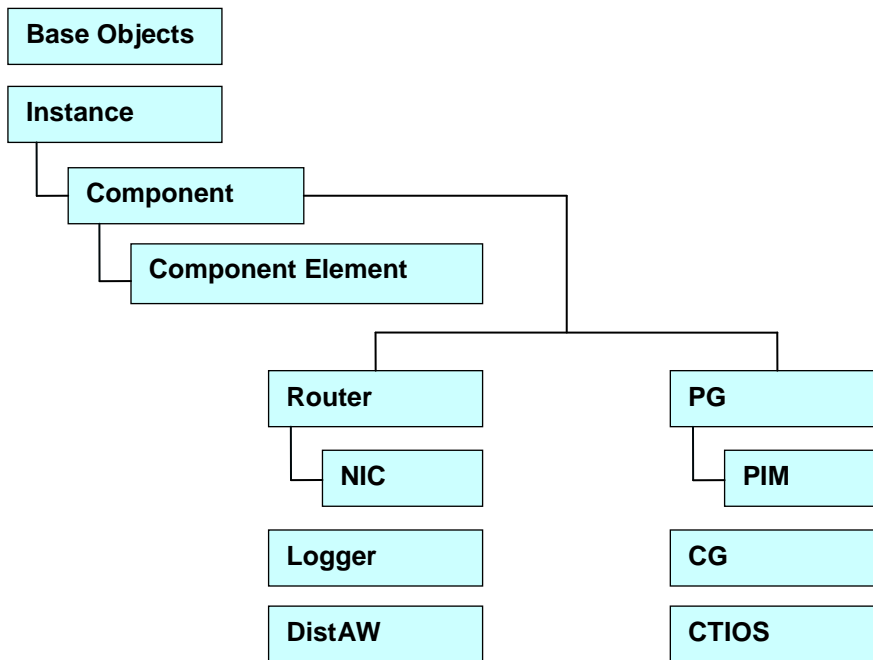 Base Objects
Instance
Component
Component Element
Router
PG
NIC
PIM
Logger
CG
DistAW
CTIOS